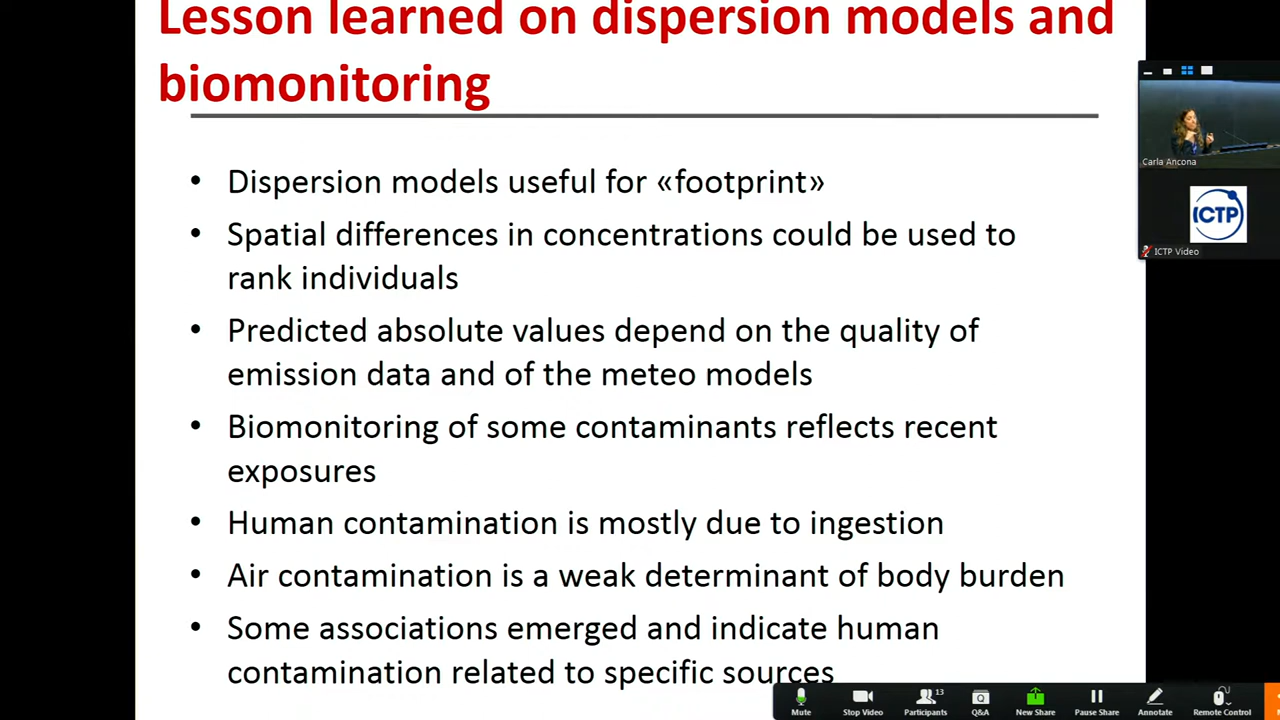 Lesson learned on dispersion models and
biomonitoring
• Dispersion models useful for «footprint»
• Spatial differences in concentrations could be used to
rank individuals
• Predicted absolute values depend on the quality of
emission data and of the meteo models
• Biomonitoring of some contaminants reflects recent
exposures
• Human contamination is mostly due to ingestion
• Air contamination is a weak determinant of body burden
• Some associations emerged and indicate human
contamination related to specific sources
Carla Ancona
ICTP
ICTP Video
13
Mute
Stop Video
Participants
Q&A
New Share
Pause Share
Annotate
Remote Control